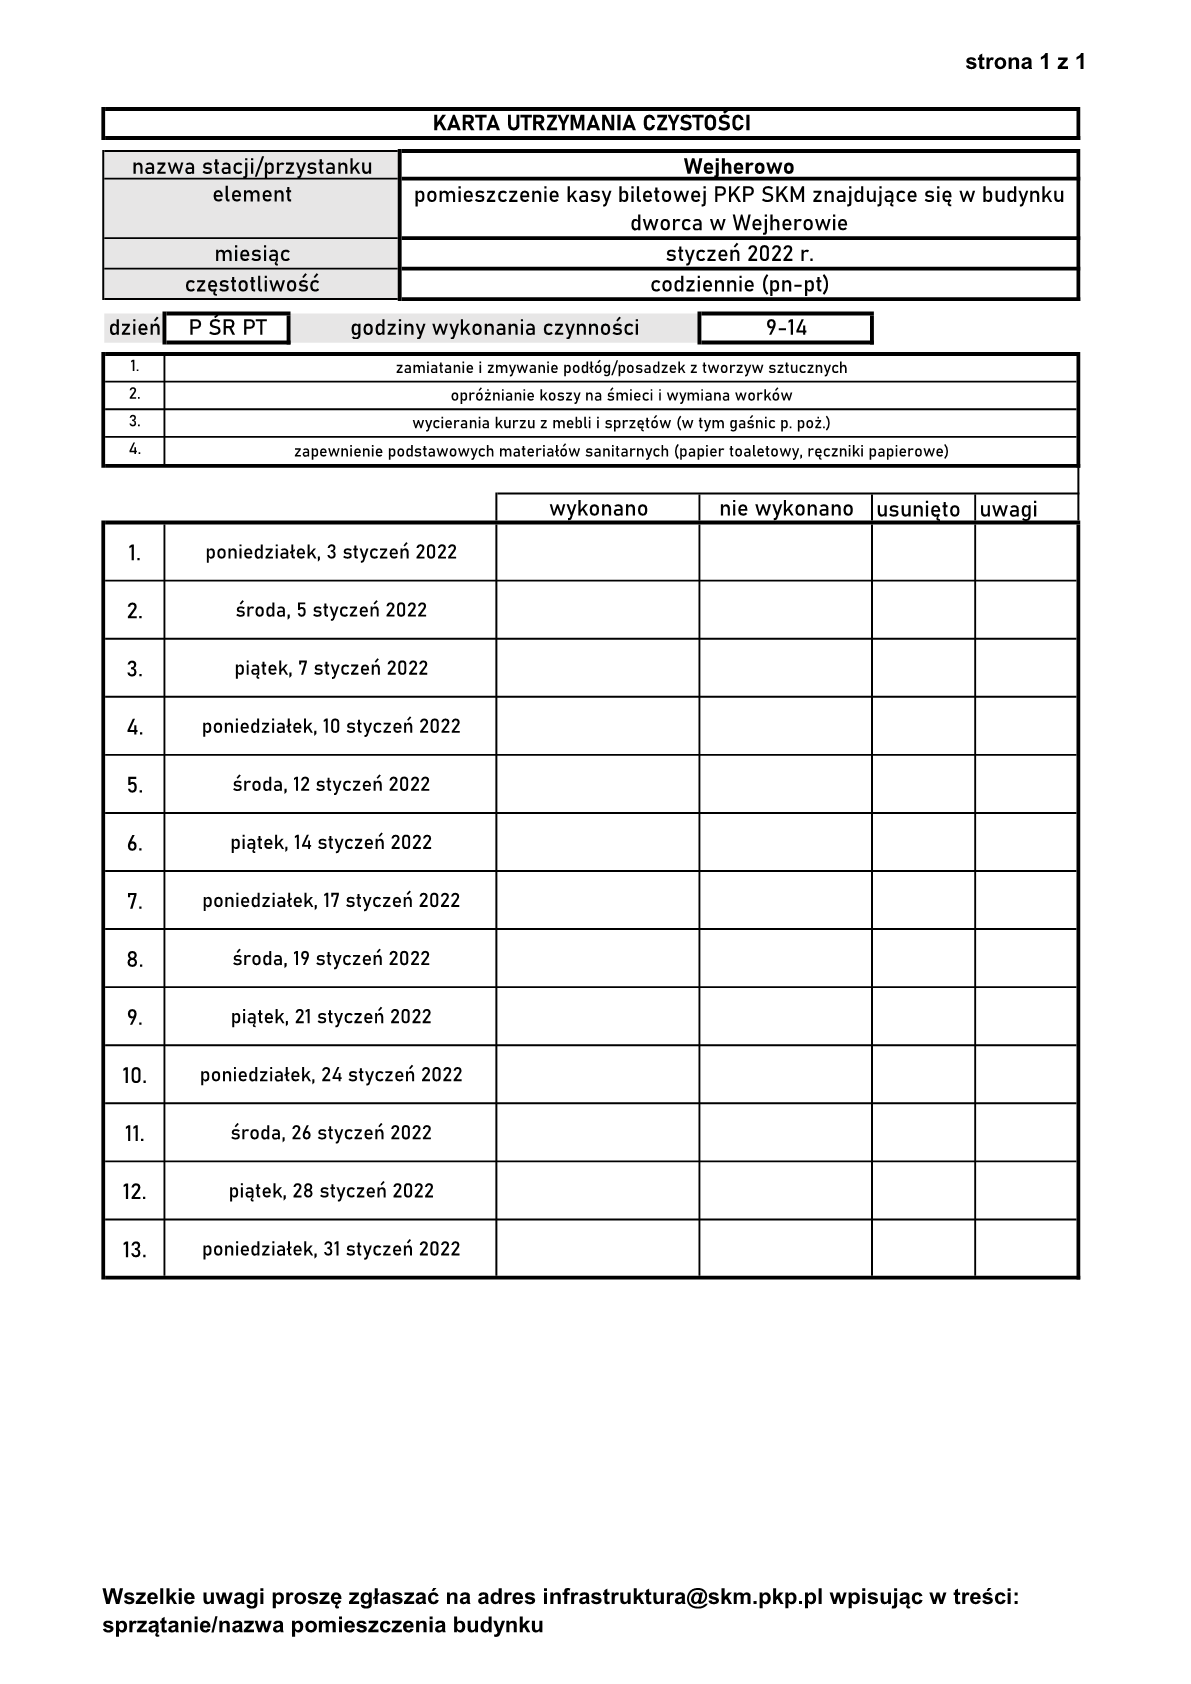 strona 1 z 1
KARTA UTRZYMANIA CZYSTOŚCI
nazwa stacji/przystanku Wejherowo
element pomieszczenie kasy biletowej PKP SKM znajdujące się w budynku
dworca w Wejherowie
miesiąc styczeń 2022 r.
częstotliwość codziennie (pn-pt)
dzień P ŚR PT godziny wykonania czynności 9-14
1. zamiatanie i zmywanie podłóg/posadzek z tworzyw sztucznych
2. opróżnianie koszy na śmieci i wymiana worków
3. wycierania kurzu z mebli i sprzętów (w tym gaśnic p. poż.)
4. zapewnienie podstawowych materiałów sanitarnych (papier toaletowy, ręczniki papierowe)
wykonano nie wykonano usunięto uwagi
1. poniedziałek, 3 styczeń 2022
2. środa, 5 styczeń 2022
3. piątek, 7 styczeń 2022
4. poniedziałek, 10 styczeń 2022
5. środa, 12 styczeń 2022
6. piątek, 14 styczeń 2022
7. poniedziałek, 17 styczeń 2022
8. środa, 19 styczeń 2022
9. piątek, 21 styczeń 2022
10. poniedziałek, 24 styczeń 2022
11. środa, 26 styczeń 2022
12. piątek, 28 styczeń 2022
13. poniedziałek, 31 styczeń 2022
Wszelkie uwagi proszę zgłaszać na adres infrastruktura@skm.pkp.pl wpisując w treści:
sprzątanie/nazwa pomieszczenia budynku